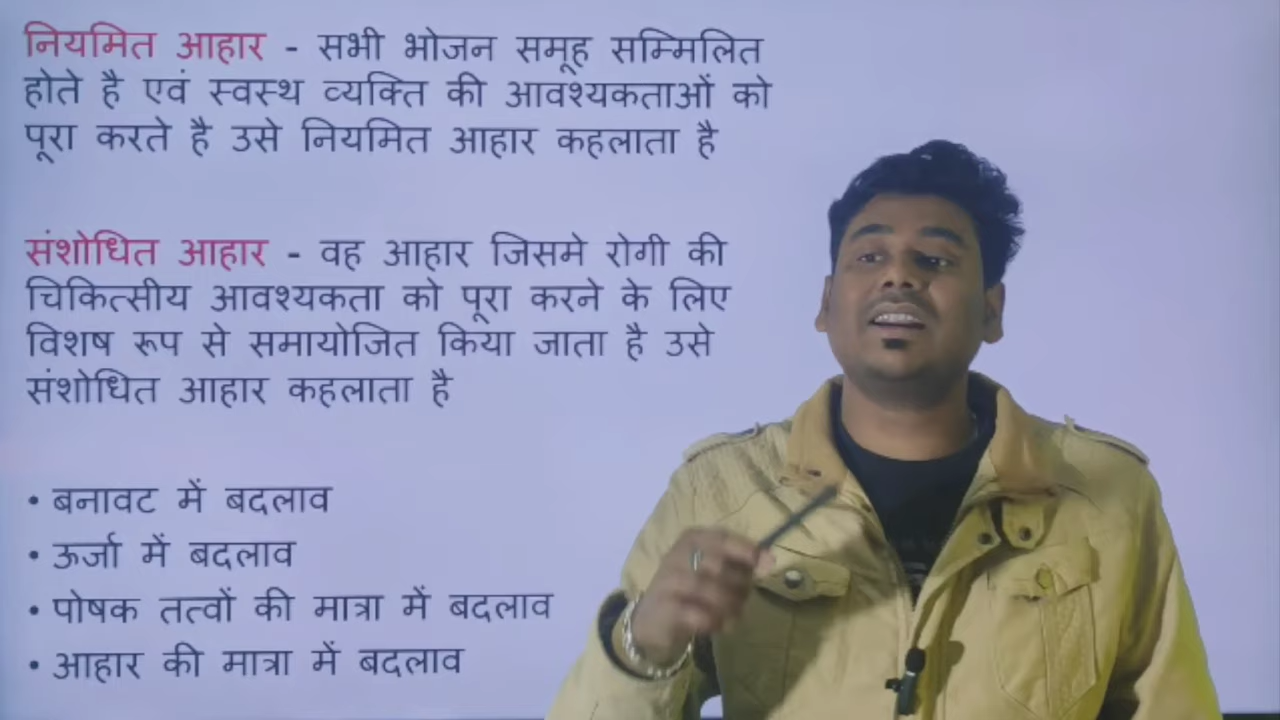 नियमित आहार - सभी भोजन समूह सम्मिलित
होते है एवं स्वस्थ व्यक्ति की आवश्यकताओं को
पूरा करते है उसे नियमित आहार कहलाता है
संशोधित आहार - वह आहार जिसमे रोगी की
चिकित्सीय आवश्यकता को पूरा करने के लिए
विशष रूप से समायोजित किया जाता है उसे
संशोधित आहार कहलाता है
• बनावट में बदलाव
• ऊर्जा में बदलाव
• पोषक तत्वों की मात्रा में बदलाव
• आहार की मात्रा में बदलाव